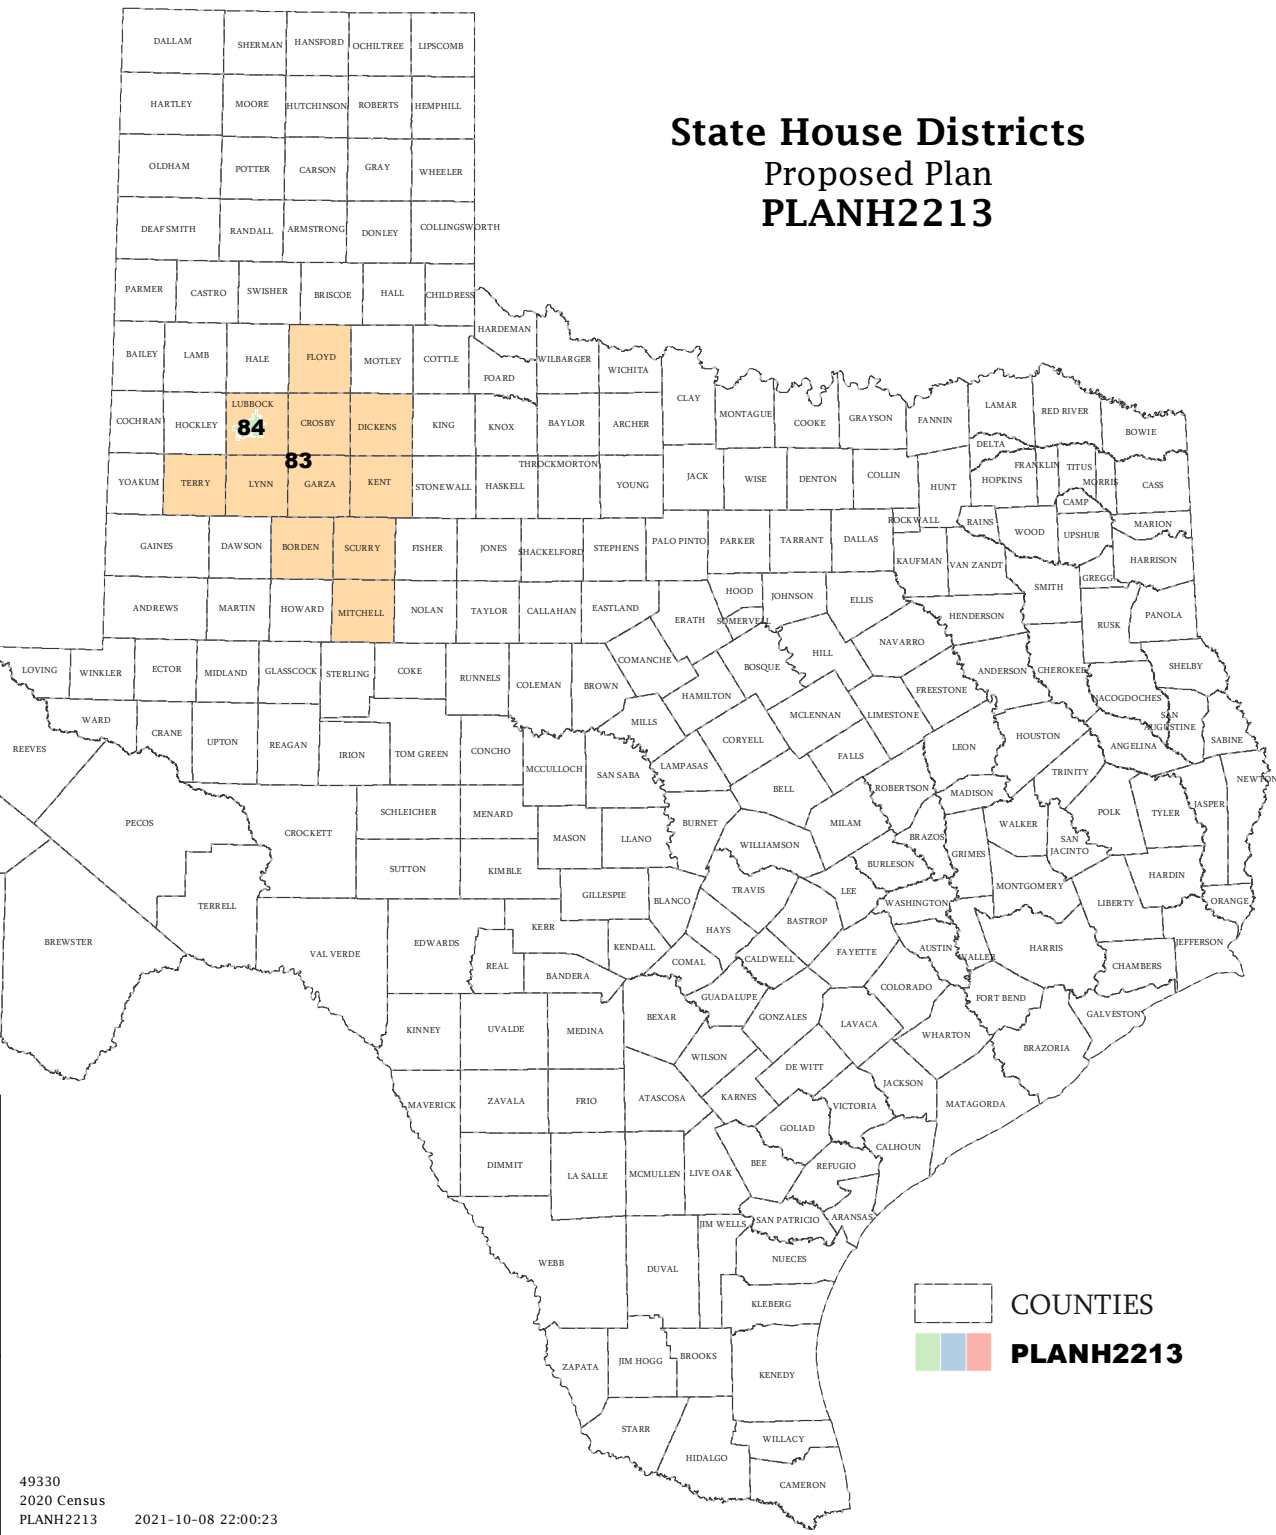 State House Districts
Proposed Plan
PLANH2213
DALLAM SHERMAN HANSFORD OCHILTREE LIPSCOMB
HARTLEY MOORE HUTCHINSON ROBERTS HEMPHILL
OLDHAM POTTER CARSON GRAY WHEELER
DEAF SMITH RANDALL ARMSTRONG DONLEY COLLINGSWORTH
PARMER CASTRO SWISHER BRISCOE HALL CHILDRESS
HARDEMAN
BAILEY LAMB HALE FLOYD MOTLEY COTTLE FOARD WILBARGER WICHITA
COCHRAN HOCKLEY LUBBOCK CROSBY DICKENS KING KNOX BAYLOR ARCHER CLAY MONTAGUE COOKE GRAYSON FANNIN LAMAR RED RIVER BOWIE
84
83
DELTA
YOAKUM TERRY LYNN GARZA KENT STONEWALL HASKELL THROCKMORTON YOUNG JACK WISE DENTON COLLIN HUNT HOPKINS FRANKLIN TITUS MORRIS CASS
CAMP
GAINES DAWSON BORDEN SCURRY FISHER JONES SHACKELFORD STEPHENS PALO PINTO PARKER TARRANT DALLAS ROCKWALL RAINS WOOD UPSHUR MARION
KAUFMAN VAN ZANDT SMITH GREGG HARRISON
ANDREWS MARTIN HOWARD MITCHELL NOLAN TAYLOR CALLAHAN EASTLAND ERATH HOOD SOMERVELL JOHNSON ELLIS HENDERSON RUSK PANOLA
LOVING WINKLER ECTOR MIDLAND GLASSCOCK STERLING COKE RUNNELS COLEMAN BROWN COMANCHE BOSQUE HILL NAVARRO ANDERSON CHEROKEE SHELBY
WARD CRANE HAMILTON FREESTONE NACOGDOCHES
REEVES UPTON REAGAN IRION TOM GREEN CONCHO MCCULLOCH SAN SABA MILLS CORYELL MCLENNAN LIMESTONE LEON HOUSTON ANGELINA SAN
AUGUSTINE SABINE
LAMPASAS FALLS TRINITY NEWTON
PECOS CROCKETT SCHLEICHER MENARD MASON LLANO BURNET BELL MILAM ROBERTSON MADISON WALKER POLK TYLER JASPER
SUTTON KIMBLE WILLIAMSON BURLESON BRAZOS GRIMES SAN
JACINTO HARDIN
TERRELL GILLESPIE BLANCO TRAVIS LEE WASHINGTON MONTGOMERY LIBERTY ORANGE
BREWSTER VAL VERDE EDWARDS KERR REAL BANDERA KENDALL HAYS COMAL CALDWELL BASTROP FAYETTE AUSTIN WALLER HARRIS CHAMBERS JEFFERSON
KINNEY UVALDE MEDINA BEXAR GUADALUPE GONZALES LAVACA COLORADO WHARTON FORT BEND BRAZORIA GALVESTON
MAVERICK ZAVALA FRIO ATASCOSA WILSON KARNES DE WITT VICTORIA JACKSON MATAGORDA
DIMMIT LA SALLE MCMULLEN LIVE OAK BEE GOLIAD REFUGIO CALHOUN
JIM WELLS SAN PATRICIO ARANSAS
WEBB DUVAL NUECES
KLEBERG
ZAPATA JIM HOGG BROOKS KENEDY
STARR HIDALGO WILLACY
CAMERON
COUNTIES
PLANH2213
49330
2020 Census
PLANH2213 2021-10-08 22:00:23